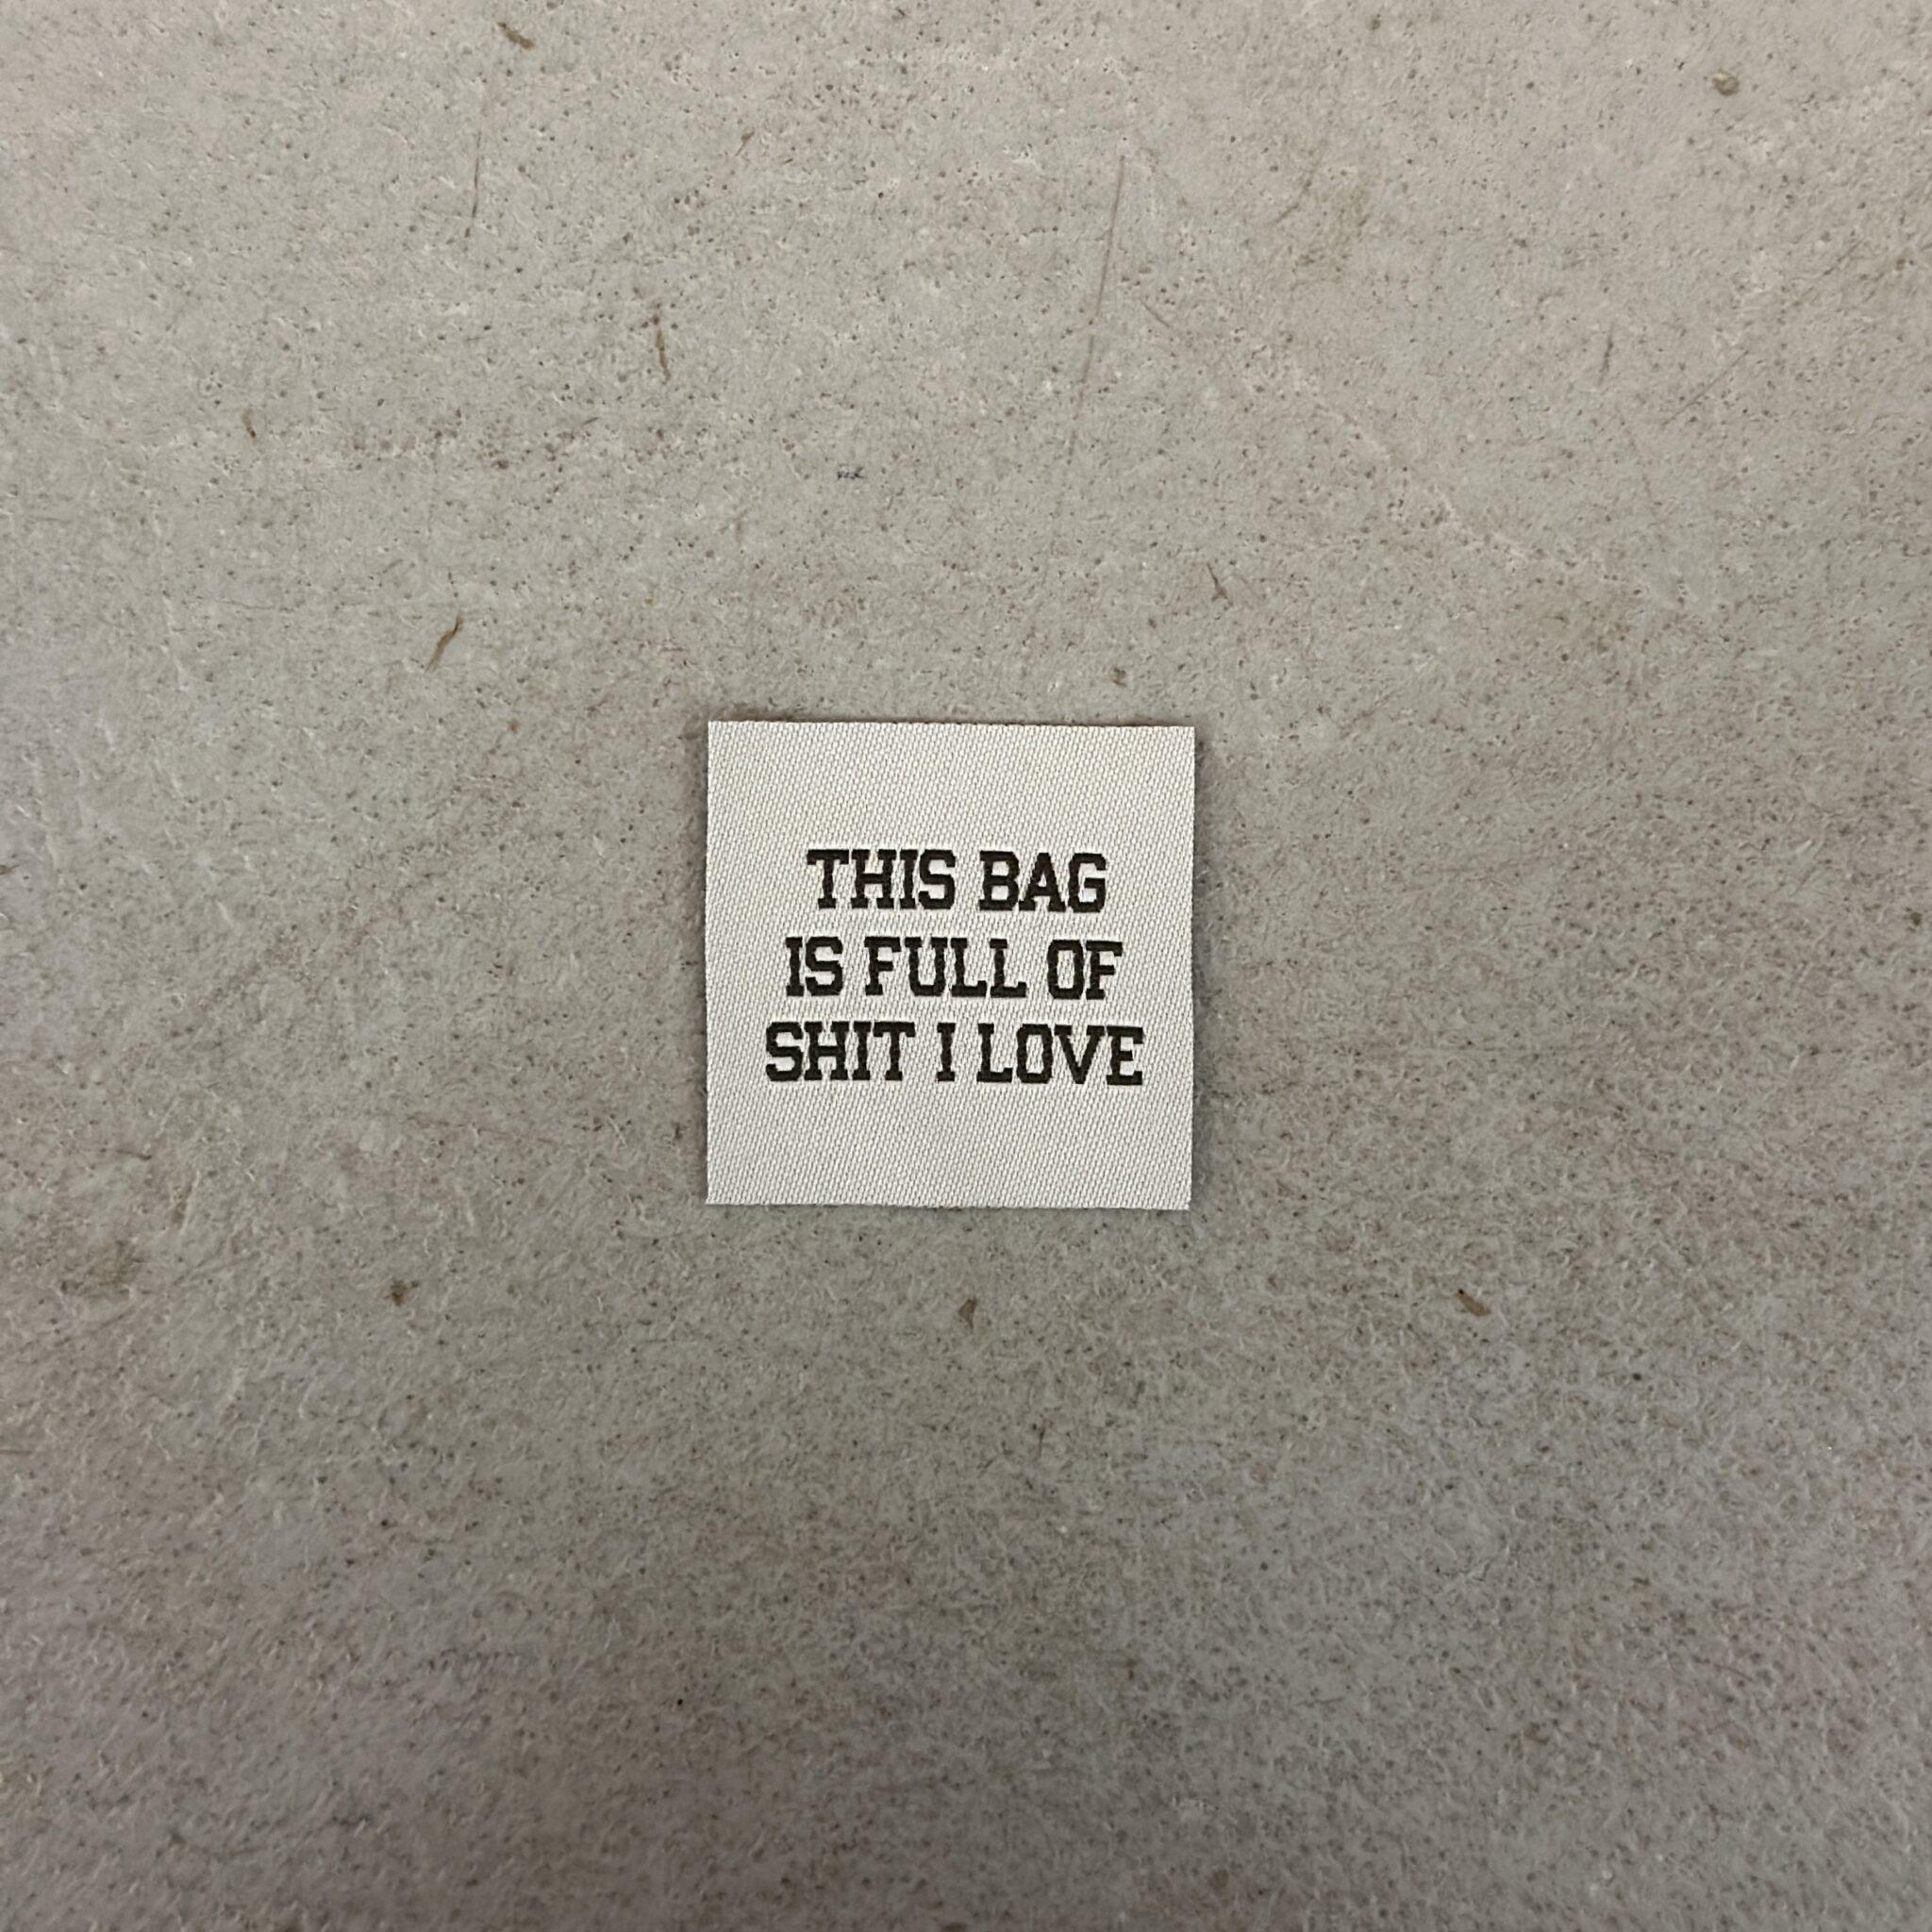 THIS BAG
IS FULL OF
SHIT I LOVE